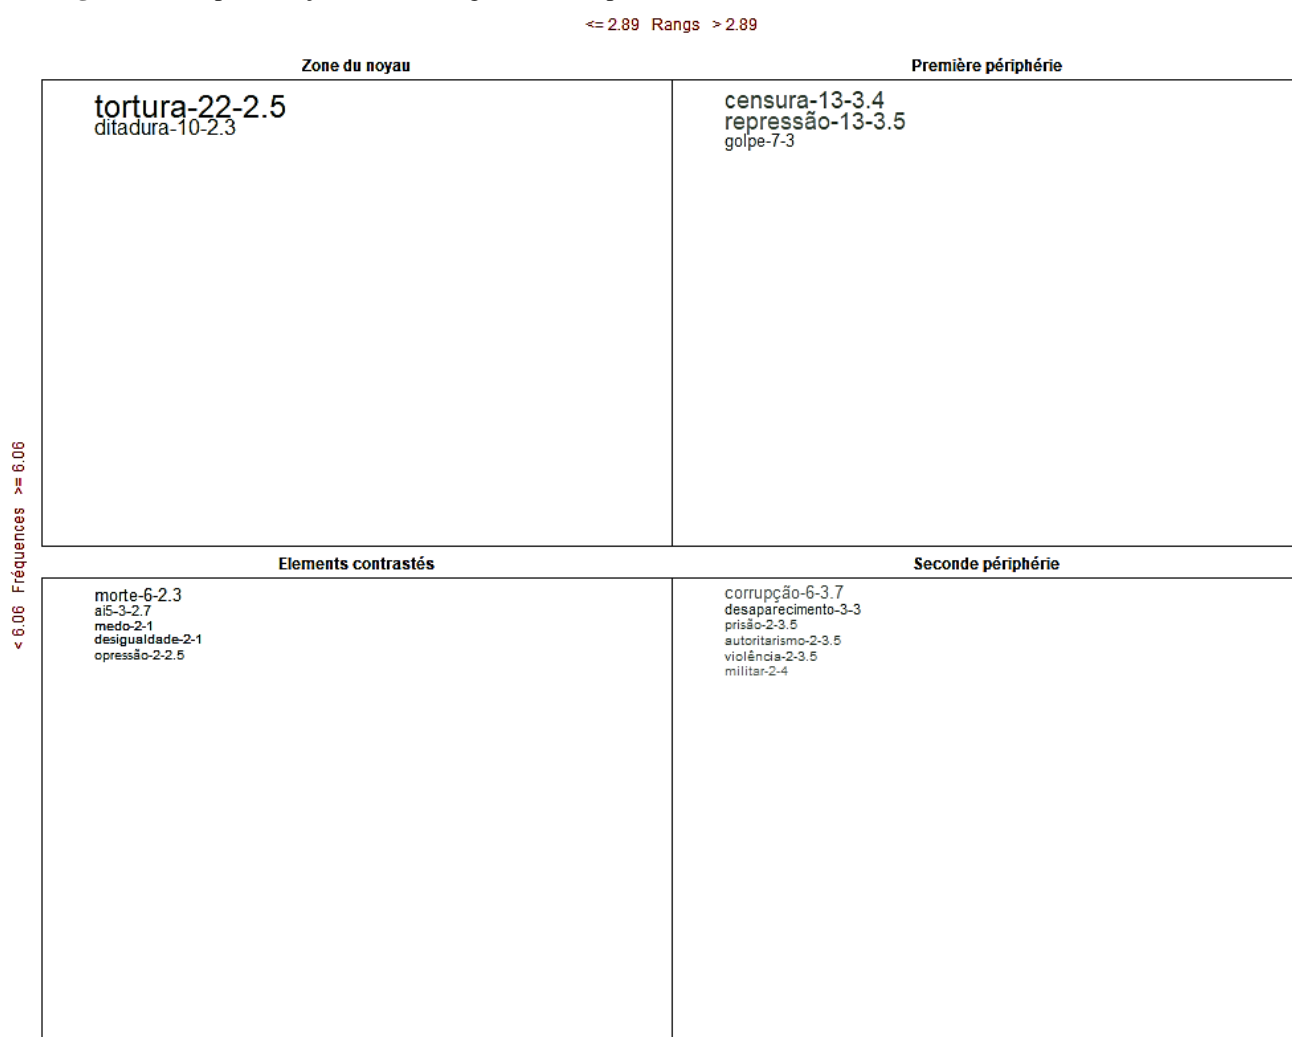 <= 2.89 Rangs > 2.89
Zone du noyau
Première périphérie
tortura-22-2.5
ditadura-10-2.3
censura-13-3.4
repressão-13-3.5
golpe-7-3
< 6.06 Fréquences >= 6.06
Elements contrastés
Seconde périphérie
morte-6-2.3
ai5-3-2.7
medo-2-1
desigualdade-2-1
opressão-2-2.5
corrupção-6-3.7
desaparecimento-3-3
prisão-2-3.5
autoritarismo-2-3.5
violência-2-3.5
militar-2-4